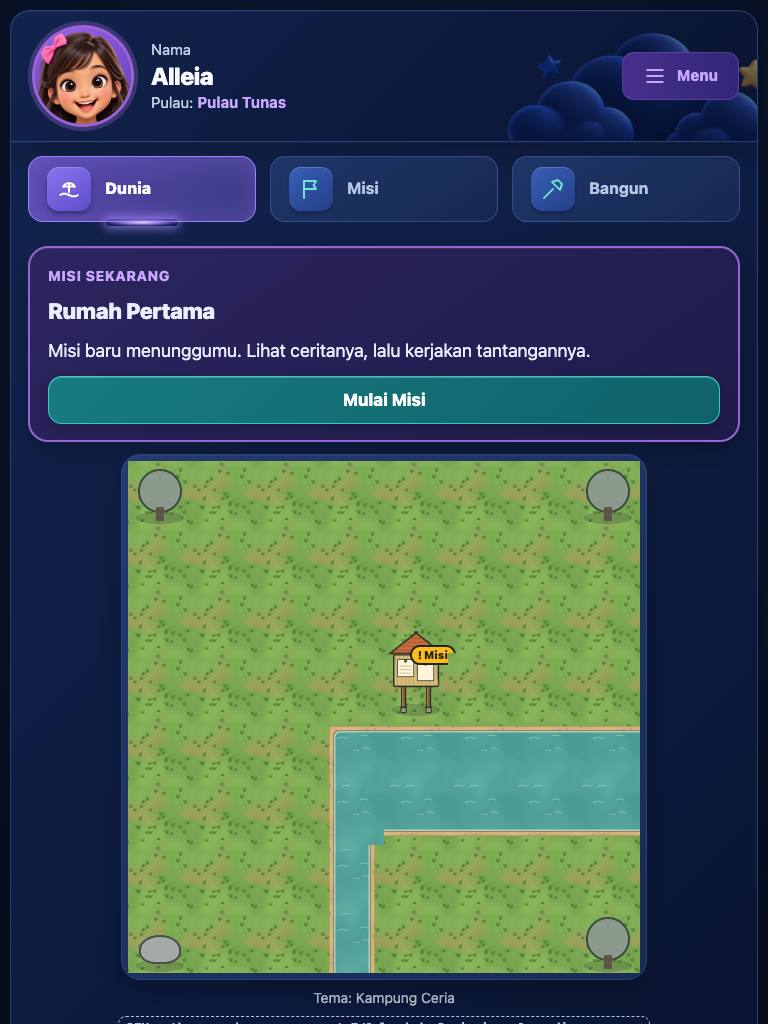 Nama
Alleia
Pulau: Pulau Tunas
Menu
Dunia
Misi
Bangun
MISI SEKARANG
Rumah Pertama
Misi baru menunggumu. Lihat ceritanya, lalu kerjakan tantangannya.
Mulai Misi
! Misi
Tema: Kampung Ceria